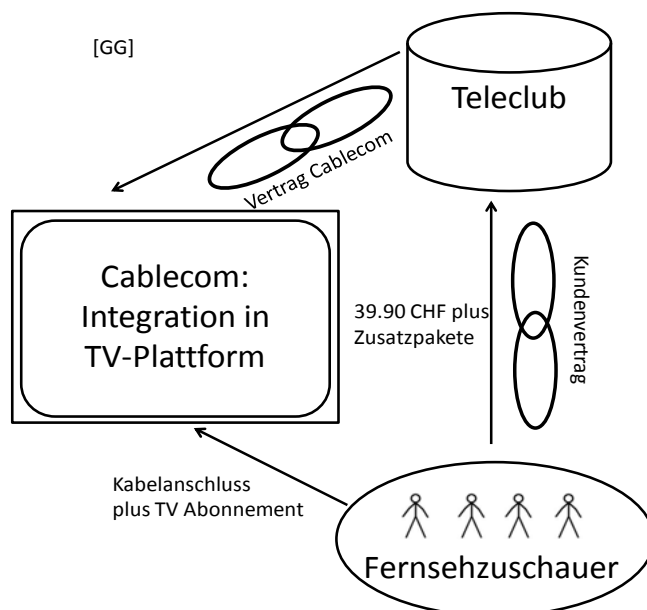 [GG]
Teleclub
Vertrag Cablecom
Cablecom:
Integration in
TV-Plattform
39.90 CHF plus
Zusatzpakete
Kundenvertrag
Kabelanschluss
plus TV Abonnement
Fernsehzuschauer